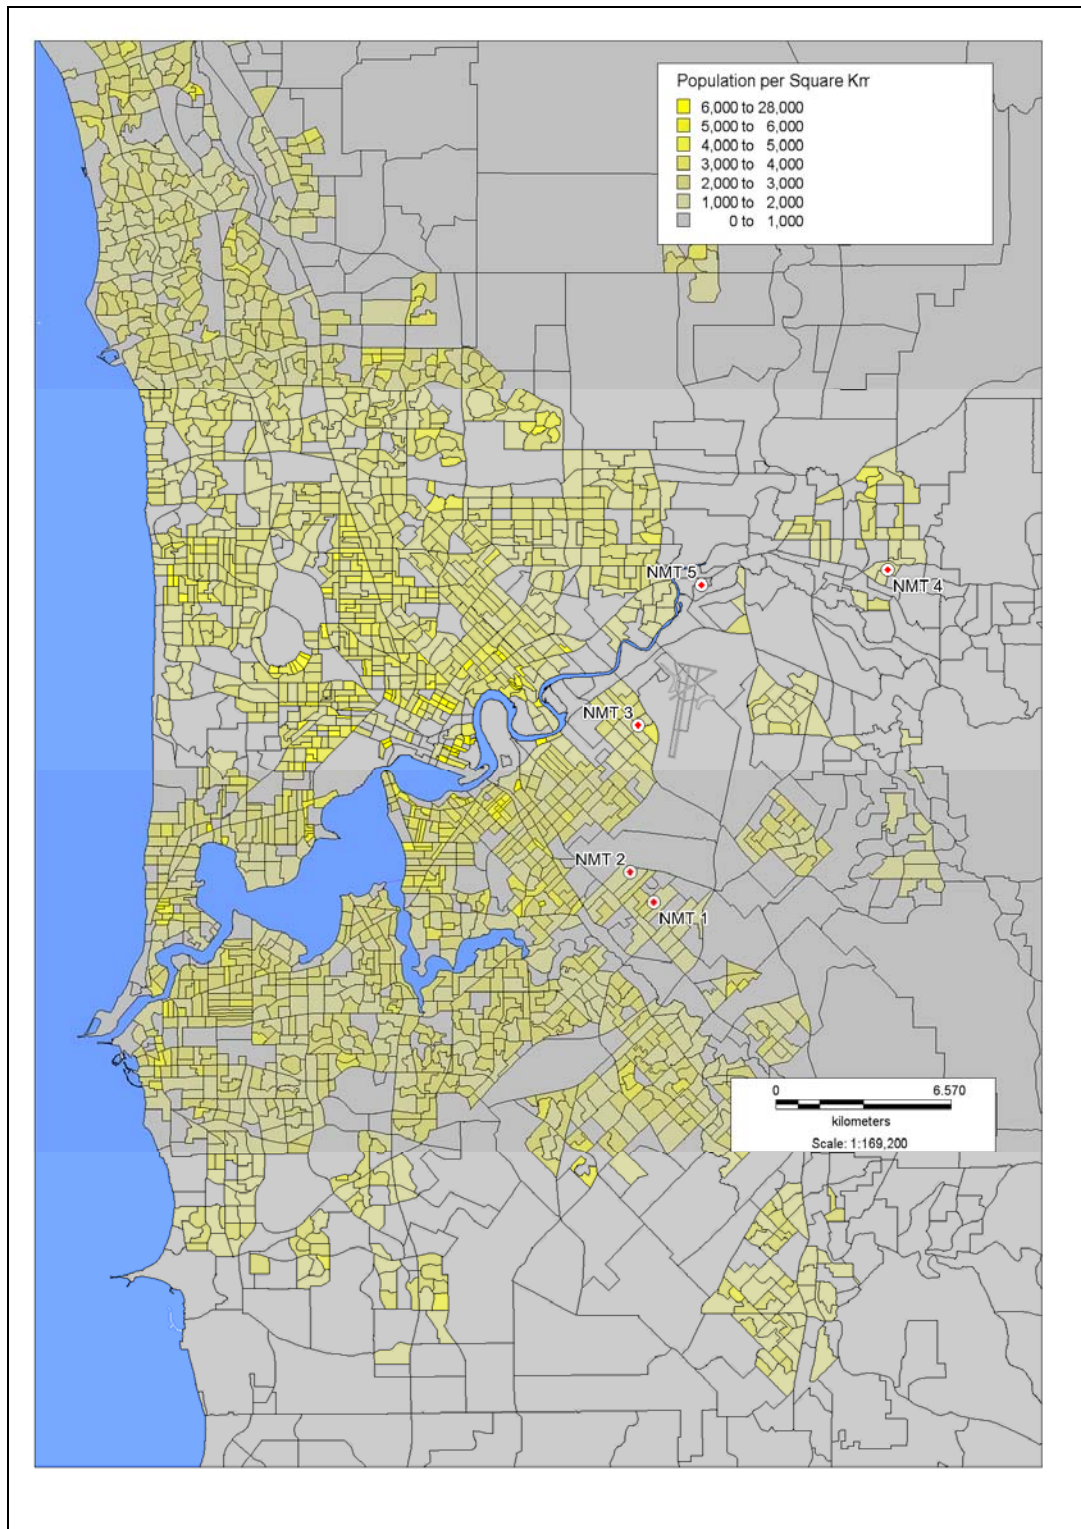 Population per Square Km
6,000 to 28,000
5,000 to 6,000
4,000 to 5,000
3,000 to 4,000
2,000 to 3,000
1,000 to 2,000
0 to 1,000
NMT 5
NMT 4
NMT 3
NMT 2
NMT 1
0 6.570
kilometers
Scale: 1:169,200